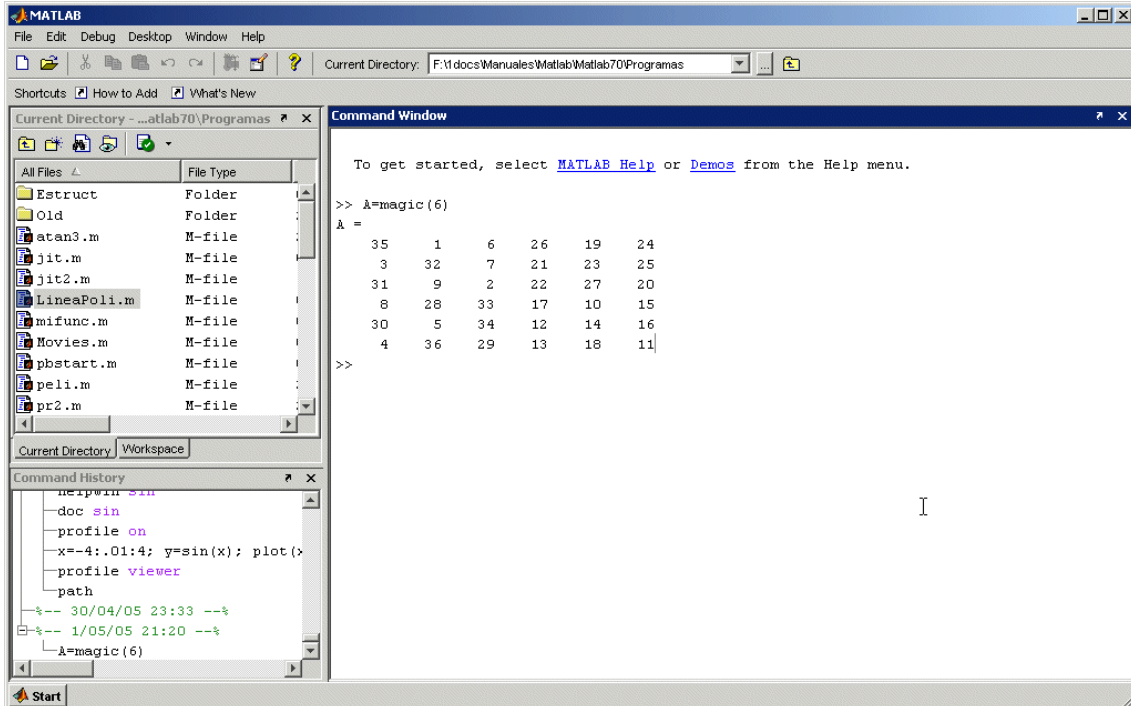 MATLAB
File Edit Debug Desktop Window Help
Current Directory: F:\1docs\Manuales\Matlab\Matlab70\Programas ...
Shortcuts How to Add What's New
Current Directory - ...atlab70\Programas
All Files File Type
Estruct Folder
Old Folder
atan3.m M-file
jit.m M-file
jit2.m M-file
LineaPoli.m M-file
mifunc.m M-file
Movies.m M-file
pbstart.m M-file
peli.m M-file
pr2.m M-file
Current Directory Workspace
Command History
helpwin sin
doc sin
profile on
x=-4:.01:4; y=sin(x); plot(x
profile viewer
path
%-- 30/04/05 23:33 --%
%-- 1/05/05 21:20 --%
A=magic(6)
Command Window
To get started, select MATLAB Help or Demos from the Help menu.
>> A=magic(6)
A =
35 1 6 26 19 24
3 32 7 21 23 25
31 9 2 22 27 20
8 28 33 17 10 15
30 5 34 12 14 16
4 36 29 13 18 11
>>
Start